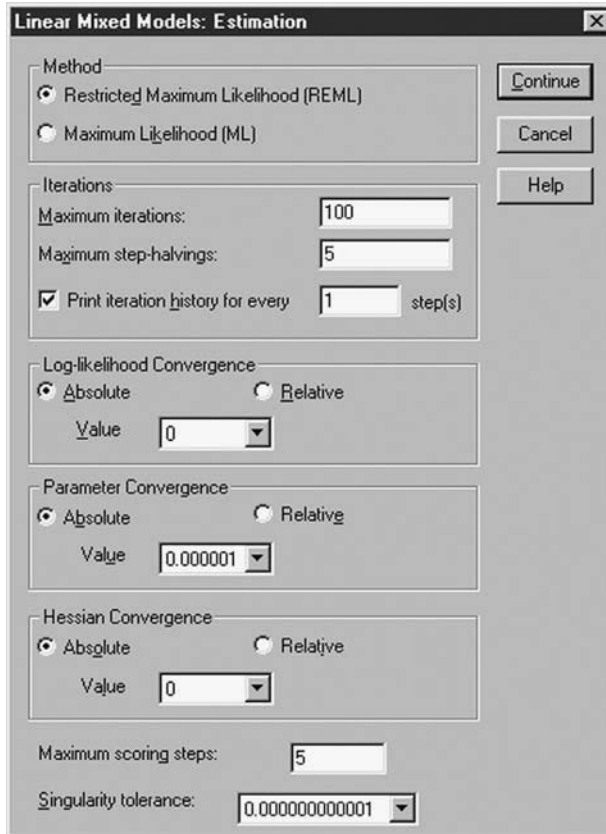 Linear Mixed Models: Estimation
Method
Restricted Maximum Likelihood (REML)
Maximum Likelihood (ML)
Continue
Cancel
Help
Iterations
Maximum iterations: 100
Maximum step-halvings: 5
Print iteration history for every 1 step(s)
Log-likelihood Convergence
Absolute Relative
Value 0
Parameter Convergence
Absolute Relative
Value 0.000001
Hessian Convergence
Absolute Relative
Value 0
Maximum scoring steps: 5
Singularity tolerance: 0.000000000001